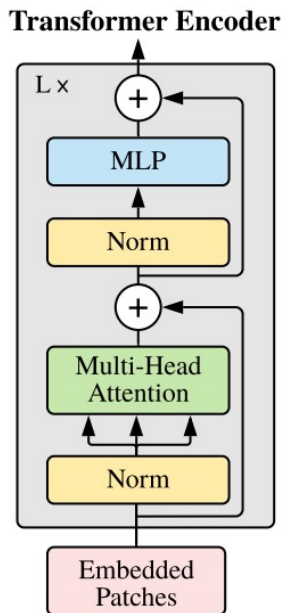 Transformer Encoder
L ×
+
MLP
Norm
+
Multi-Head
Attention
Norm
Embedded
Patches